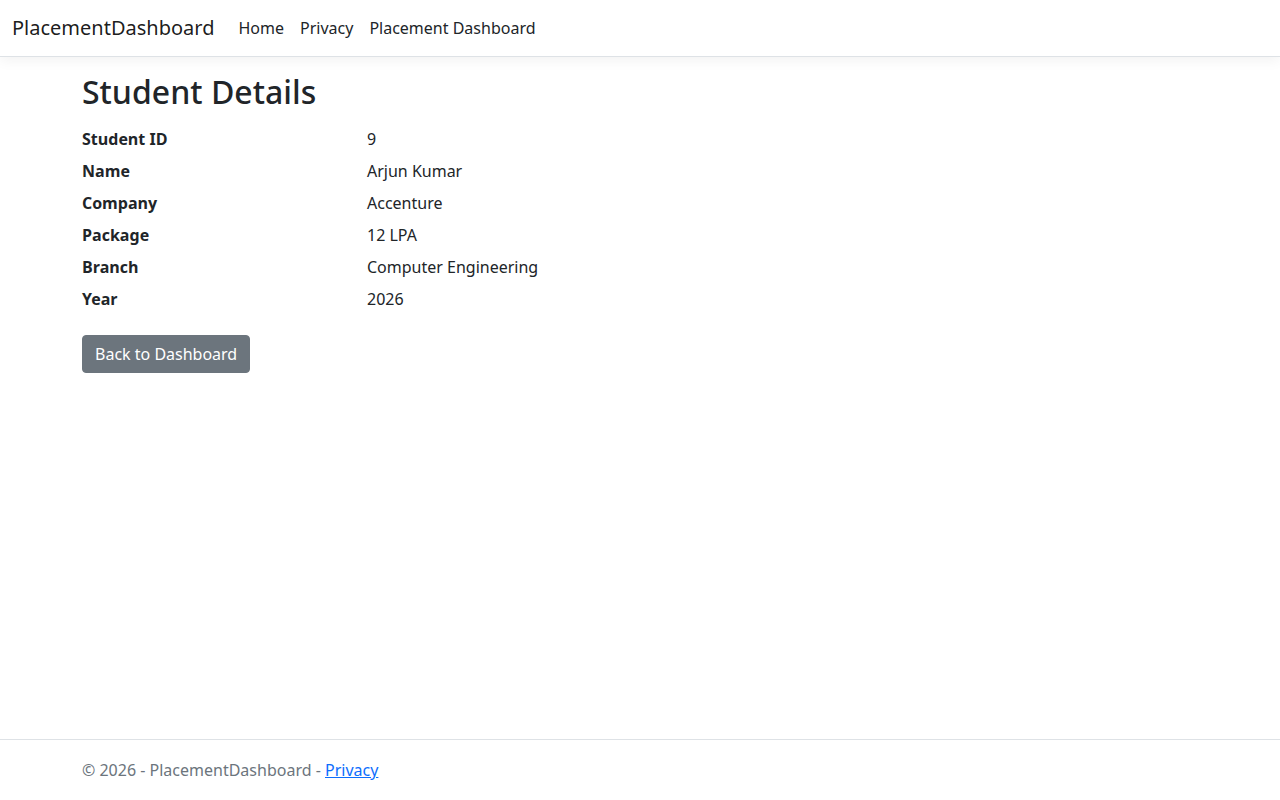 PlacementDashboard Home Privacy Placement Dashboard
Student Details
Student ID 9
Name Arjun Kumar
Company Accenture
Package 12 LPA
Branch Computer Engineering
Year 2026
Back to Dashboard
© 2026 - PlacementDashboard - Privacy